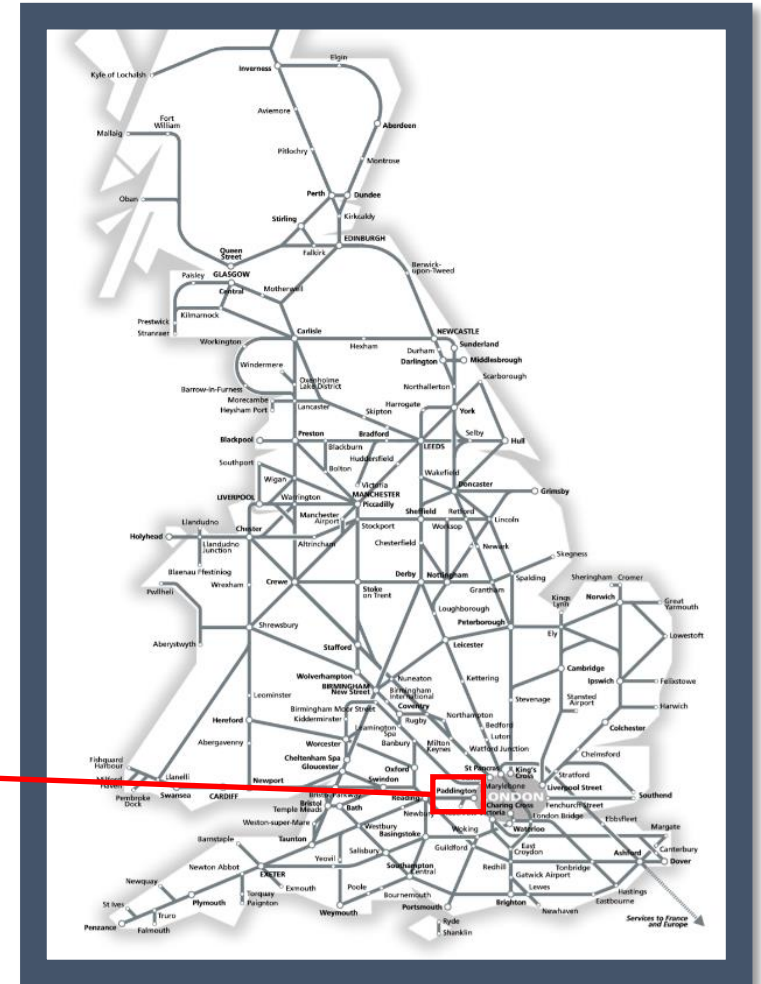 Elgin
Inverness
Kyle of Lochalsh
Aviemore
Fort
William
Mallaig
Aberdeen
Pitlochry
Montrose
Perth
Dundee
Oban
Stirling
Kirkcaldy
EDINBURGH
Queen
Street
Falkirk
Berwick-
upon-Tweed
Paisley
GLASGOW
Central
Motherwell
Prestwick
Kilmarnock
Stranraer
Carlisle
NEWCASTLE
Workington
Hexham
Sunderland
Durham
Darlington
Middlesbrough
Windermere
Oxenholme
Lake District
Scarborough
Barrow-in-Furness
Northallerton
Morecambe
Heysham Port
Lancaster
Harrogate
York
Skipton
Blackpool
Preston
Bradford
Selby
Hull
Blackburn
LEEDS
Huddersfield
Southport
Bolton
Wakefield
Wigan
Victoria
Doncaster
MANCHESTER
Piccadilly
Grimsby
LIVERPOOL
Warrington
Manchester
Airport
Sheffield
Retford
Llandudno
Stockport
Worksop
Lincoln
Holyhead
Chester
Llandudno
Junction
Altrincham
Chesterfield
Newark
Skegness
Blaenau Ffestiniog
Pwllheli
Wrexham
Crewe
Stoke
on Trent
Derby
Nottingham
Grantham
Spalding
Sheringham
Cromer
Kings
Lynn
Norwich
Great
Yarmouth
Loughborough
Aberystwyth
Shrewsbury
Peterborough
Ely
Lowestoft
Stafford
Leicester
Wolverhampton
BIRMINGHAM
New Street
Nuneaton
Kettering
Cambridge
Birmingham
International
Ipswich
Felixstowe
Leominster
Birmingham Moor Street
Coventry
Stevenage
Stansted
Airport
Harwich
Kidderminster
Rugby
Northampton
Hereford
Leamington
Spa
Bedford
Colchester
Worcester
Banbury
Milton
Keynes
Luton
Abergavenny
Watford Junction
Chelmsford
Cheltenham Spa
Gloucester
Oxford
St Pancras
King's
Cross
Stratford
Fishguard
Harbour
Milford
Haven
Llanelli
Newport
Swindon
Paddington
Marylebone
Liverpool Street
Pembroke
Dock
Swansea
CARDIFF
Bristol Parkway
Reading
LONDON
Southend
Bristol
Temple Meads
Bath
Charing Cross
Fenchurch Street
Newbury
Victoria
London Bridge
Ebbsfleet
Weston-super-Mare
Westbury
Basingstoke
Woking
Waterloo
Margate
Barnstaple
Taunton
Salisbury
Guildford
East
Croydon
Canterbury
Newton Abbot
Yeovil
Southampton
Central
Redhill
Tonbridge
Ashford
Dover
Gatwick Airport
Newquay
EXETER
Exmouth
Poole
Bournemouth
Lewes
Hastings
Eastbourne
St Ives
Plymouth
Torquay
Paignton
Weymouth
Portsmouth
Brighton
Newhaven
Truro
Penzance
Falmouth
Ryde
Shanklin
Services to France
and Europe